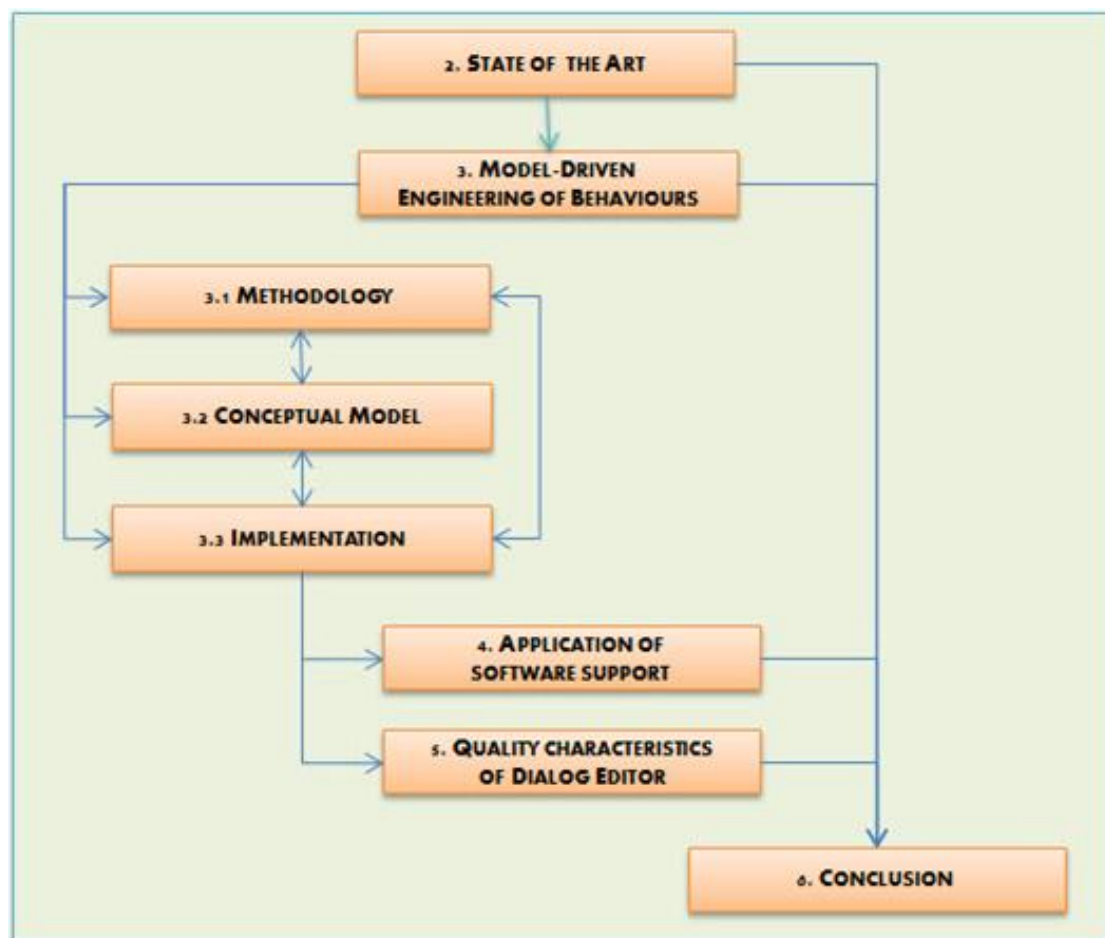 2. STATE OF THE ART
3. MODEL-DRIVEN
ENGINEERING OF BEHAVIOURS
3.1 METHODOLOGY
3.2 CONCEPTUAL MODEL
3.3 IMPLEMENTATION
4. APPLICATION OF
SOFTWARE SUPPORT
5. QUALITY CHARACTERISTICS
OF DIALOG EDITOR
6. CONCLUSION